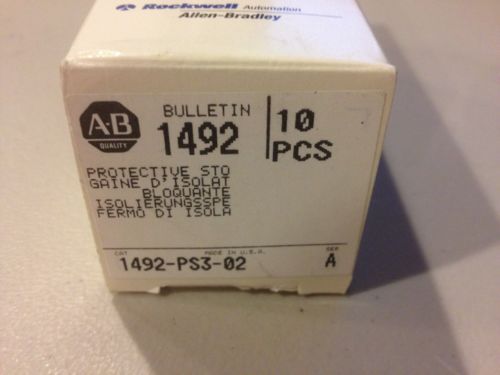 Rockwell Automation
Allen-Bradley
A-B
QUALITY
BULLETIN
1492
10
PCS
PROTECTIVE STO
GAINE D'ISOLAT
BLOQUANTE
ISOLIERUNGSSPE
FERMO DI ISOLA
CAT
MADE IN U.S.A.
SER
1492-PS3-02
A